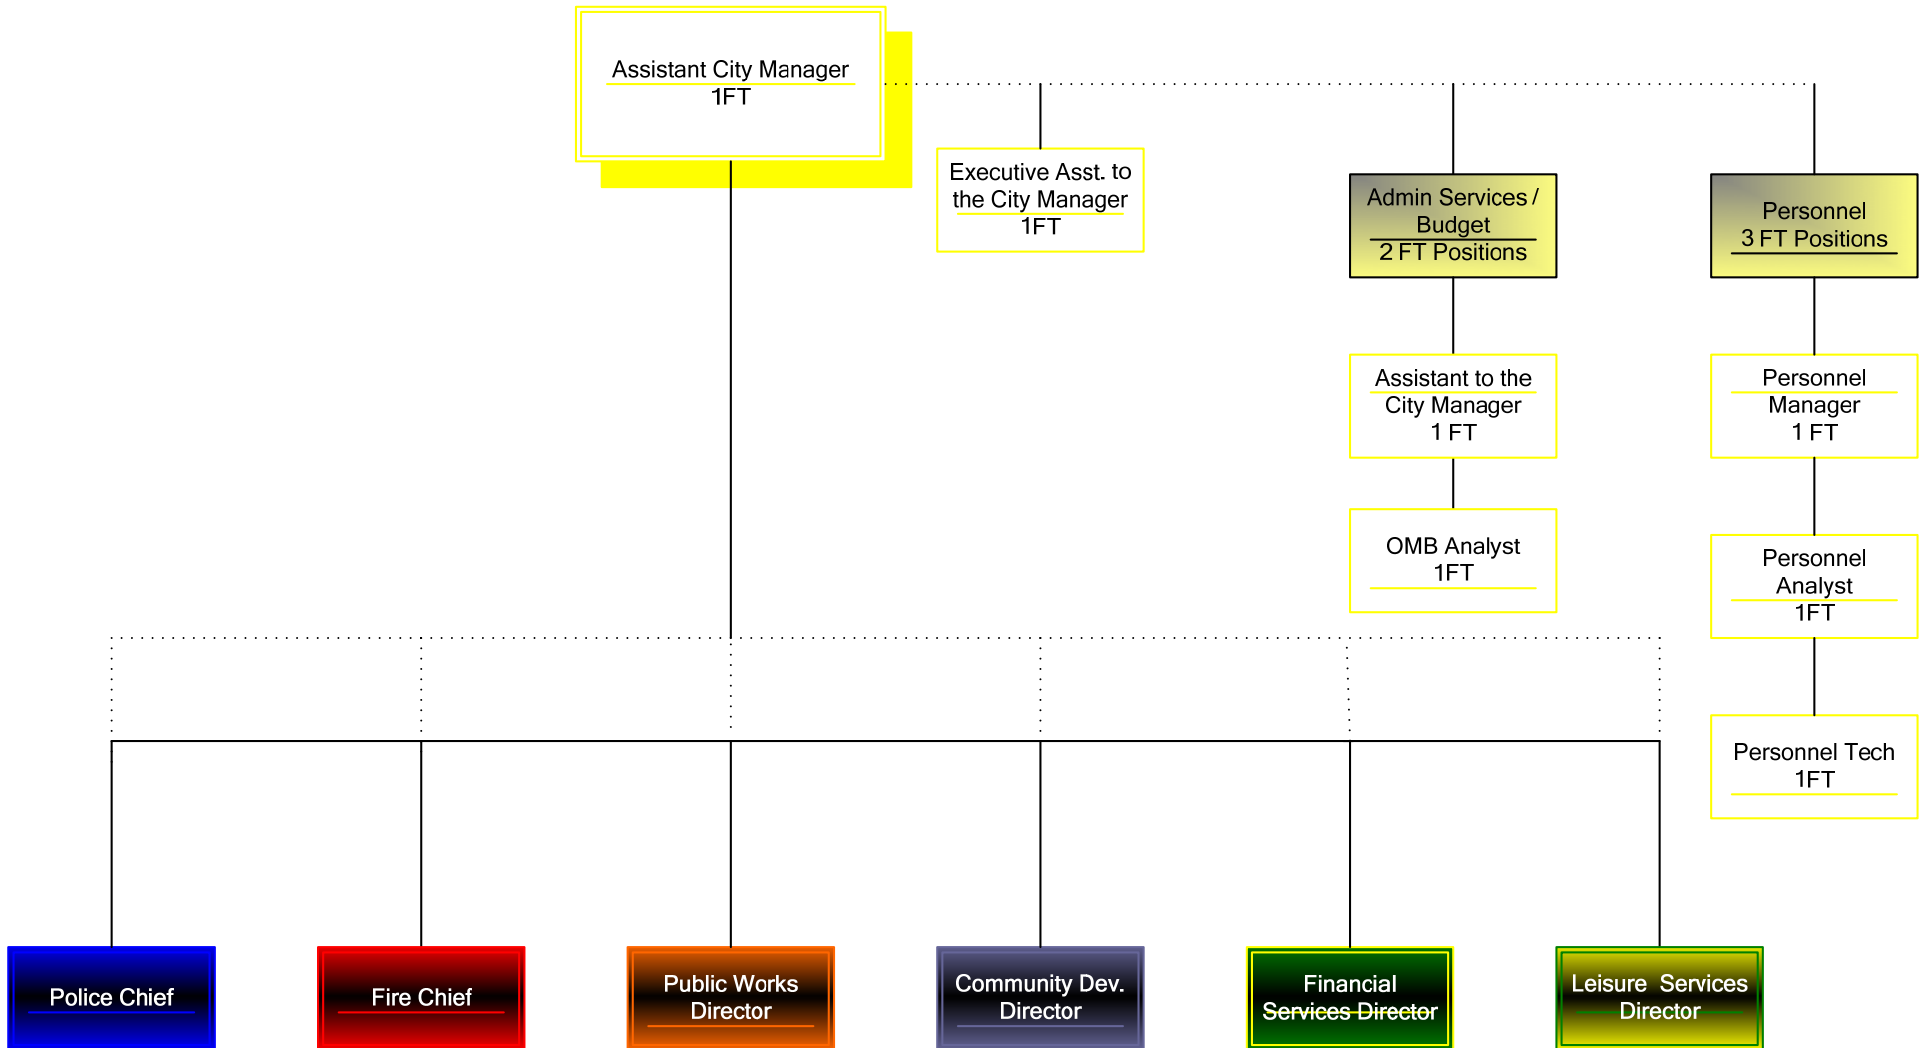 Assistant City Manager
1FT
Executive Asst. to
the City Manager
1FT
Admin Services /
Budget
2 FT Positions
Personnel
3 FT Positions
Assistant to the
City Manager
1 FT
Personnel
Manager
1 FT
OMB Analyst
1FT
Personnel
Analyst
1FT
Personnel Tech
1FT
Police Chief
Fire Chief
Public Works
Director
Community Dev.
Director
Financial
Services Director
Leisure Services
Director